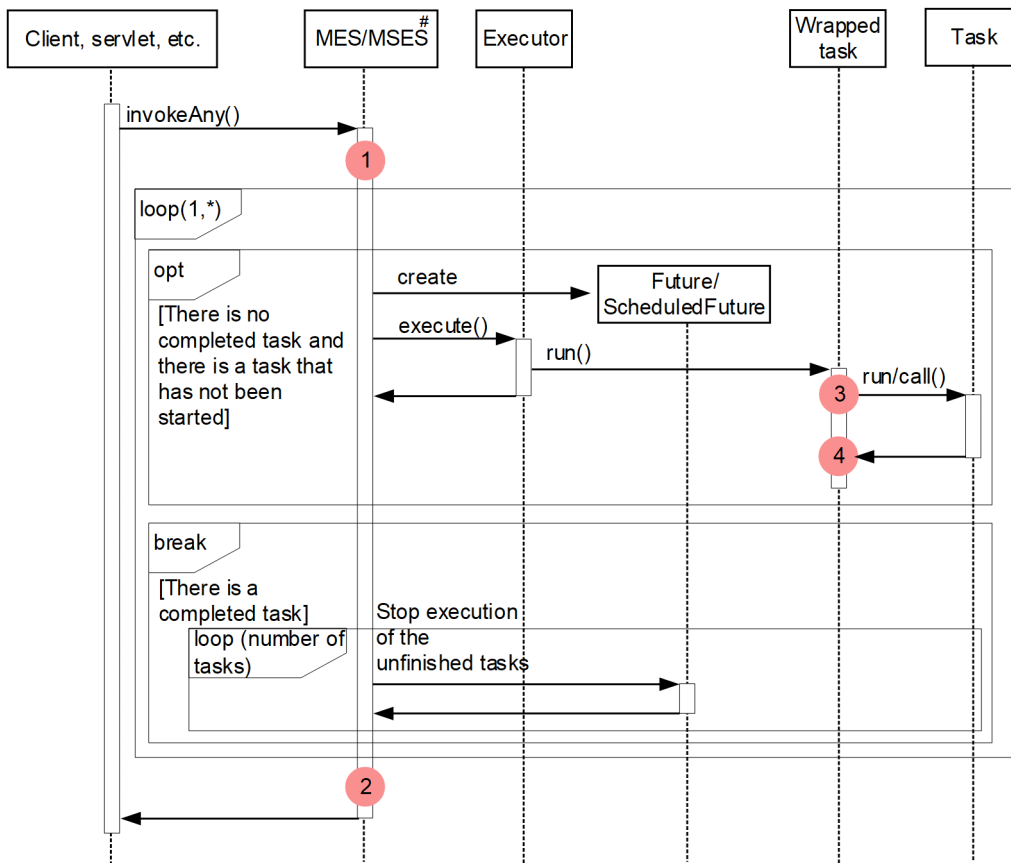 Client, servlet, etc.
MES/MSES #
Executor
Wrapped
task
Task
invokeAny()
1
loop(1,*)
opt
[There is no
completed task and
there is a task that
has not been
started]
create
Future/
ScheduledFuture
execute()
run()
3
run/call()
4
break
[There is a
completed task]
loop (number of
tasks)
Stop execution
of the
unfinished tasks
2